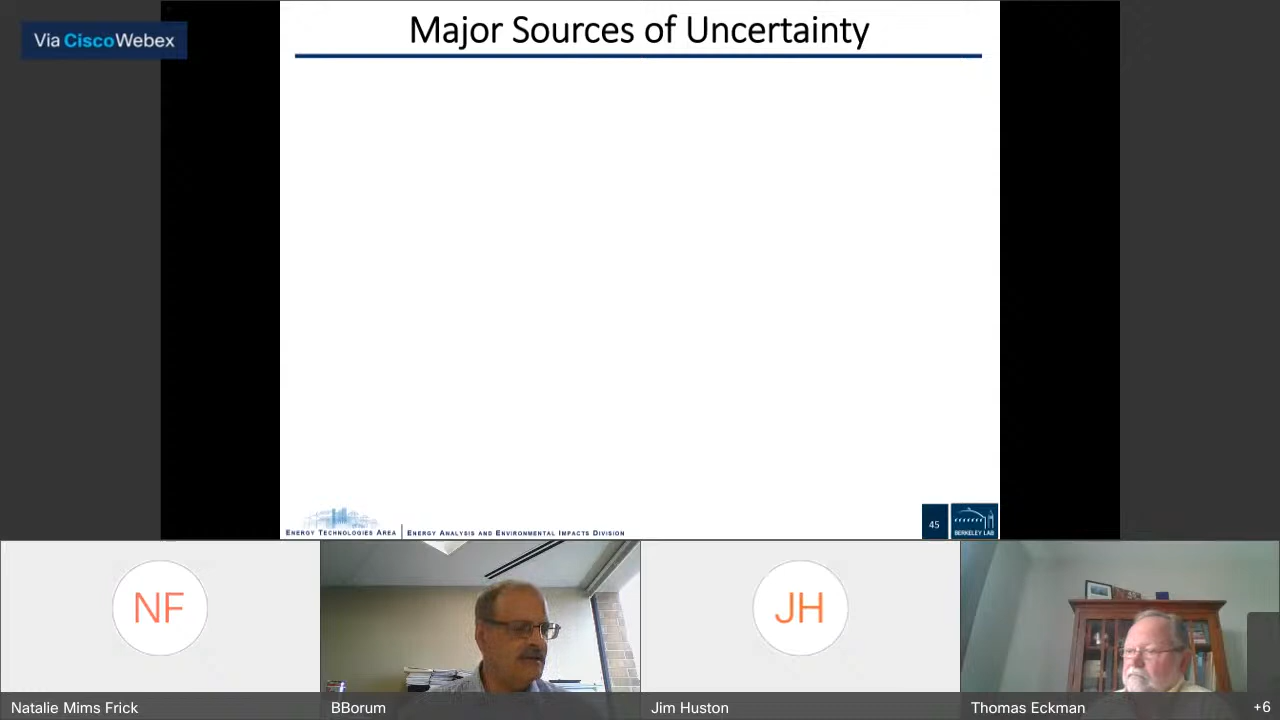 Via CiscoWebex
Major Sources of Uncertainty
ENERGY TECHNOLOGIES AREA
ENERGY ANALYSIS AND ENVIRONMENTAL IMPACTS DIVISION
45
BERKELEY LAB
NF
JH
Natalie Mims Frick
BBorum
Jim Huston
Thomas Eckman
+6